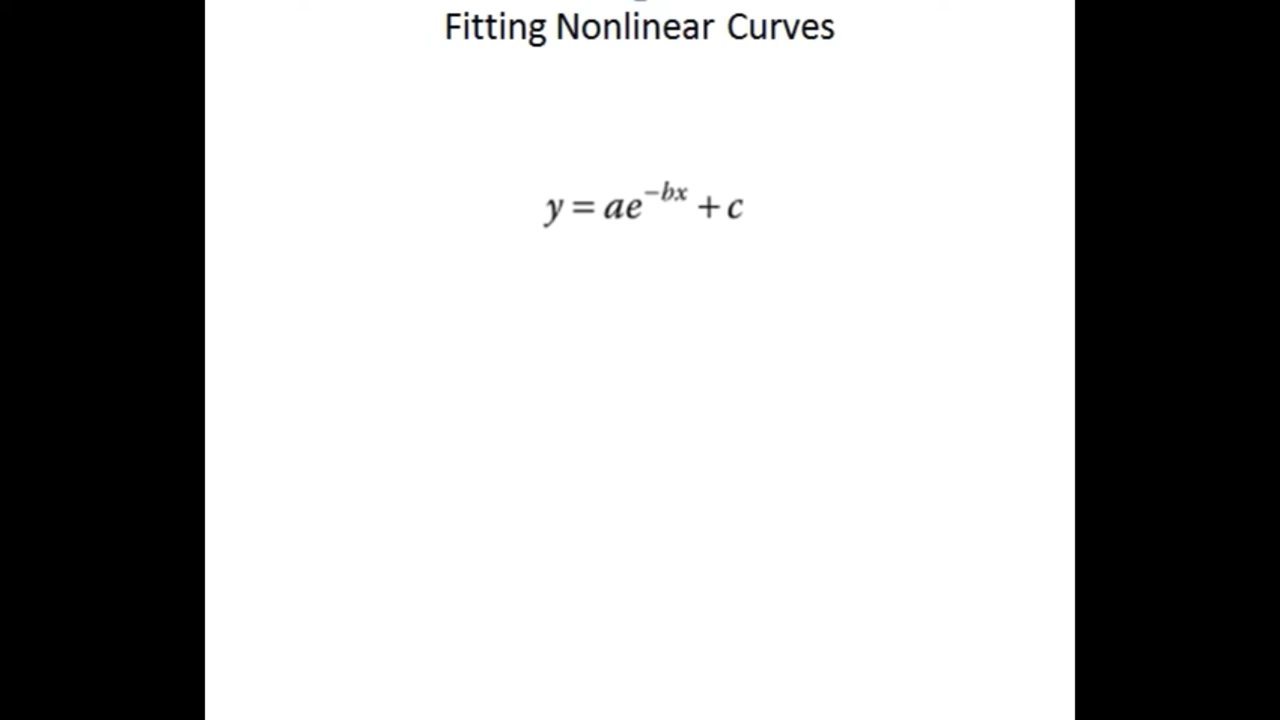 Fitting Nonlinear Curves
y = ae^{-bx} + c